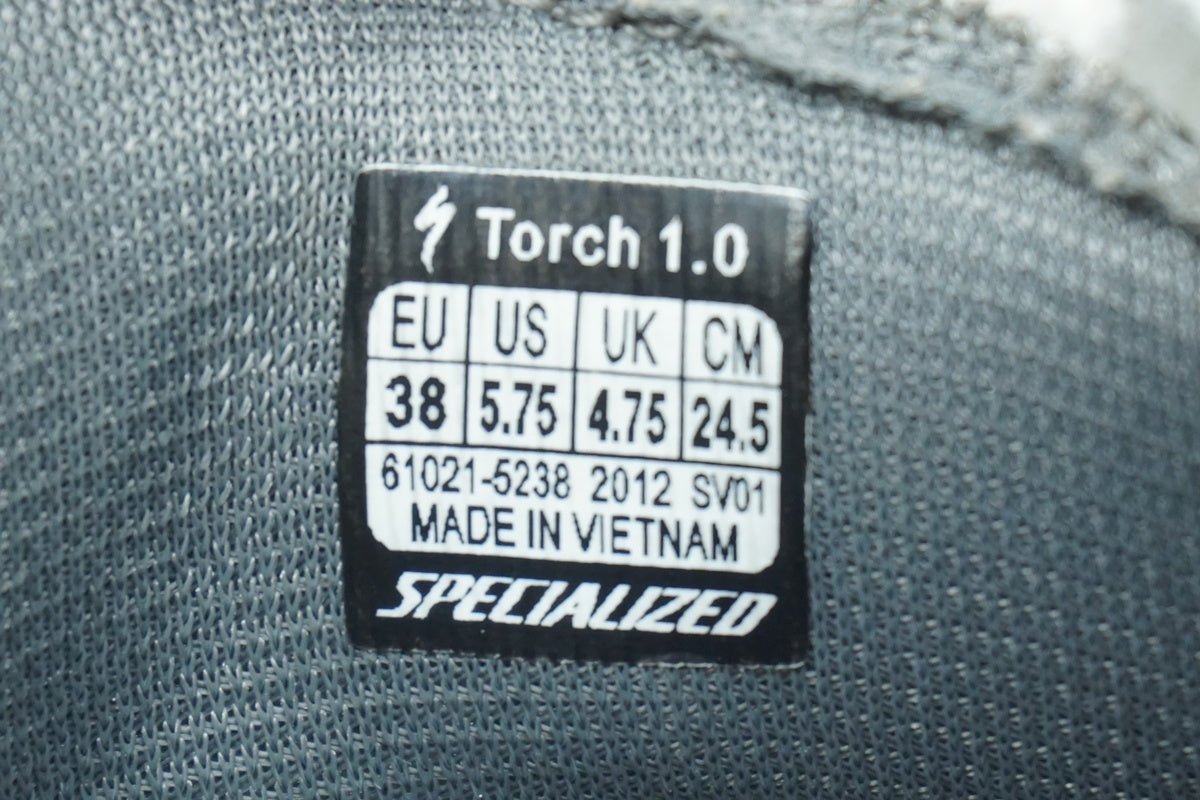 Torch 1.0
EU US UK CM
38 5.75 4.75 24.5
61021-5238 2012 SV01
MADE IN VIETNAM
SPECIALIZED